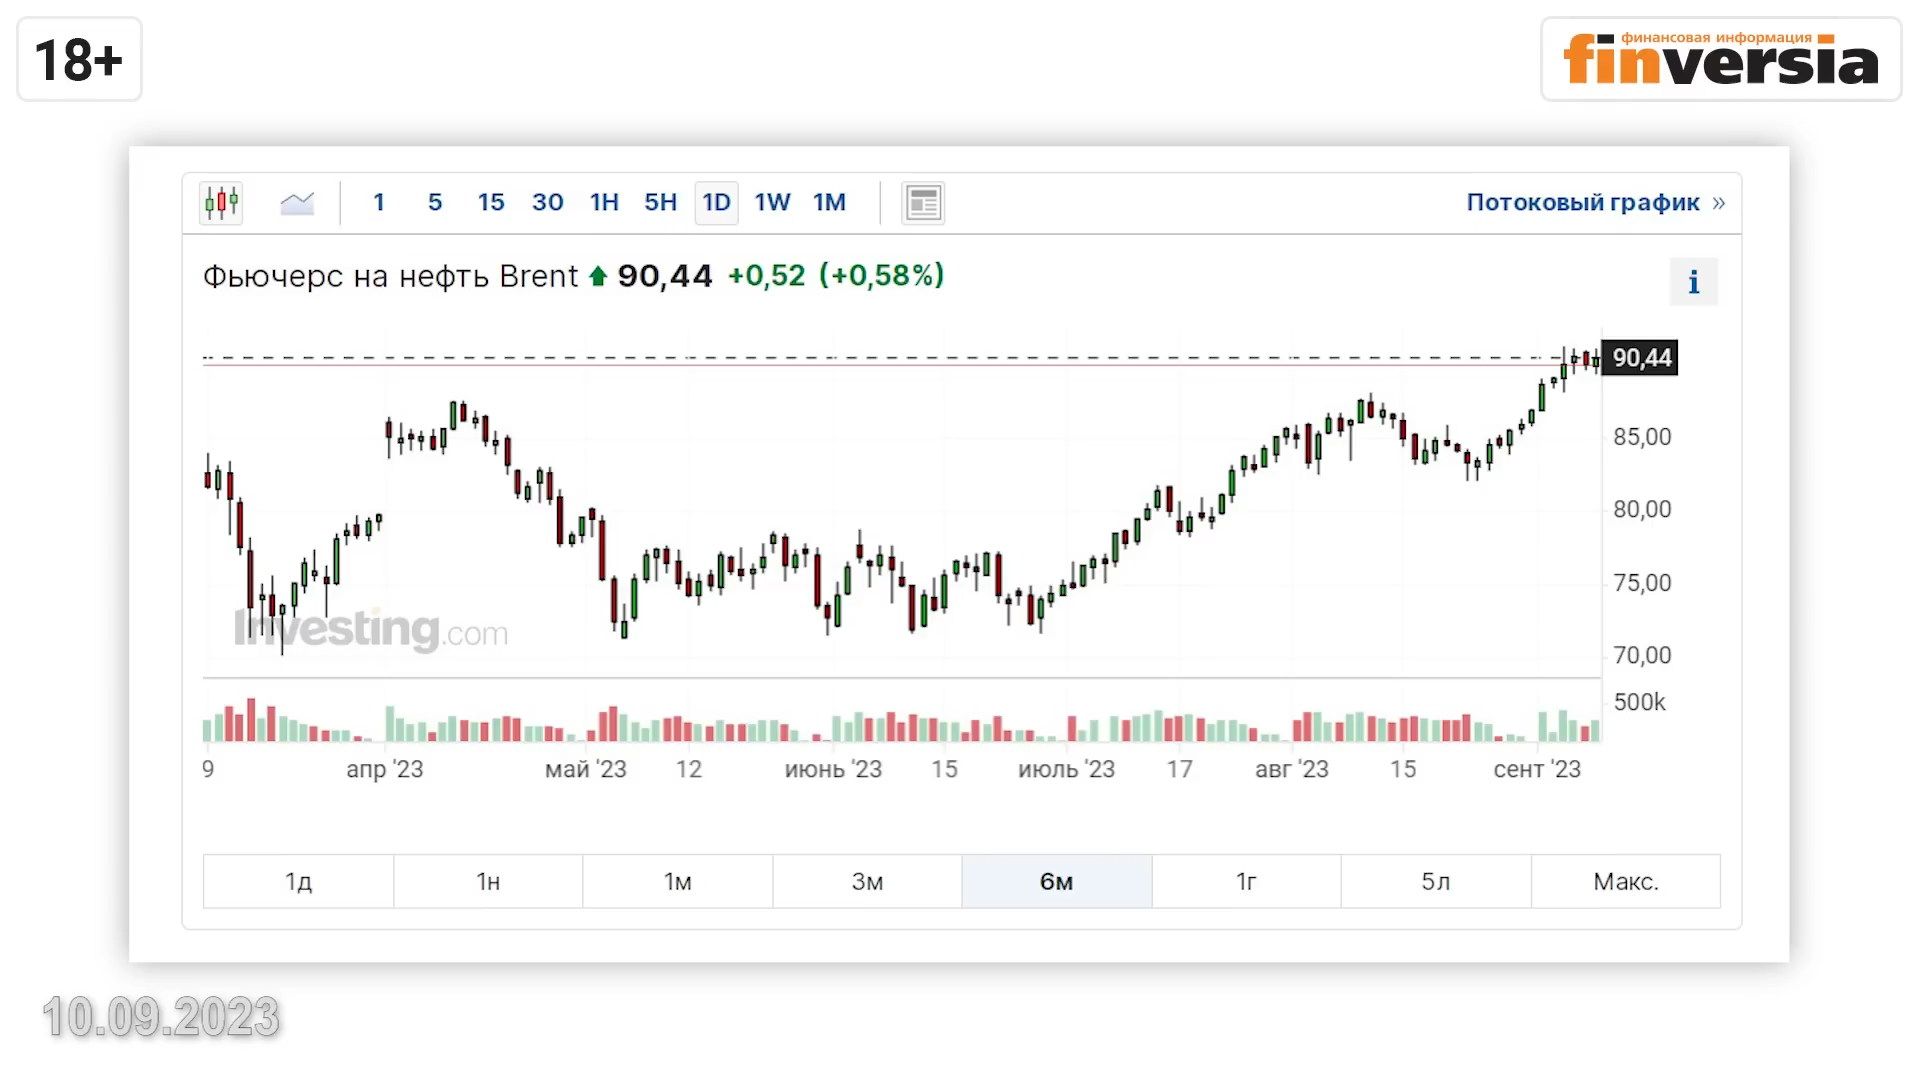 18+
финансовая информация
finversia
1 5 15 30 1H 5H 1D 1W 1M
Потоковый график »
Фьючерс на нефть Brent 90,44 +0,52 (+0,58%)
i
90,44
85,00
80,00
75,00
70,00
Investing.com
500k
9 апр '23 май '23 12 июнь '23 15 июль '23 17 авг '23 15 сент '23
1д 1н 1м 3м 6м 1г 5л Макс.
10.09.2023